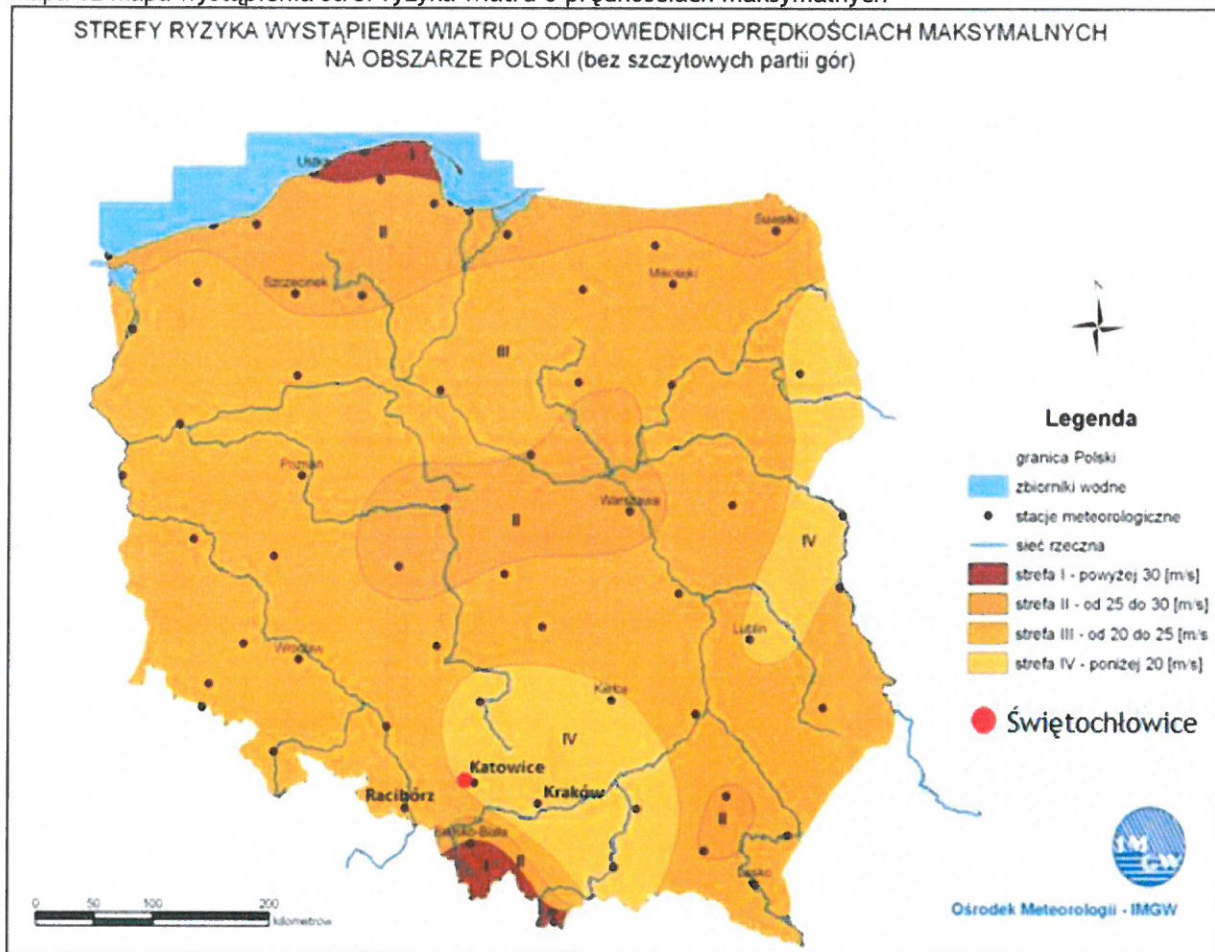 STREFY RYZYKA WYSTĄPIENIA WIATRU O ODPOWIEDNICH PRĘDKOŚCIACH MAKSYMALNYCH
NA OBSZARZE POLSKI (bez szczytowych partii gór)
Ustka
I
II
Suwałki
Szczecinek
Mikołajki
N
III
Legenda
granica Polski
zbiorniki wodne
stacje meteorologiczne
sieć rzeczna
strefa I - powyżej 30 [m/s]
strefa II - od 25 do 30 [m/s]
strefa III - od 20 do 25 [m/s
strefa IV - poniżej 20 [m/s]
Świętochłowice
Poznań
Warszawa
II
IV
Lublin
Wrocław
Kielce
IV
Katowice
Racibórz
Kraków
Bielsko-Biała
II
I
II
Lesko
IMGW
Ośrodek Meteorologii - IMGW
0 50 100 200
kilometrów